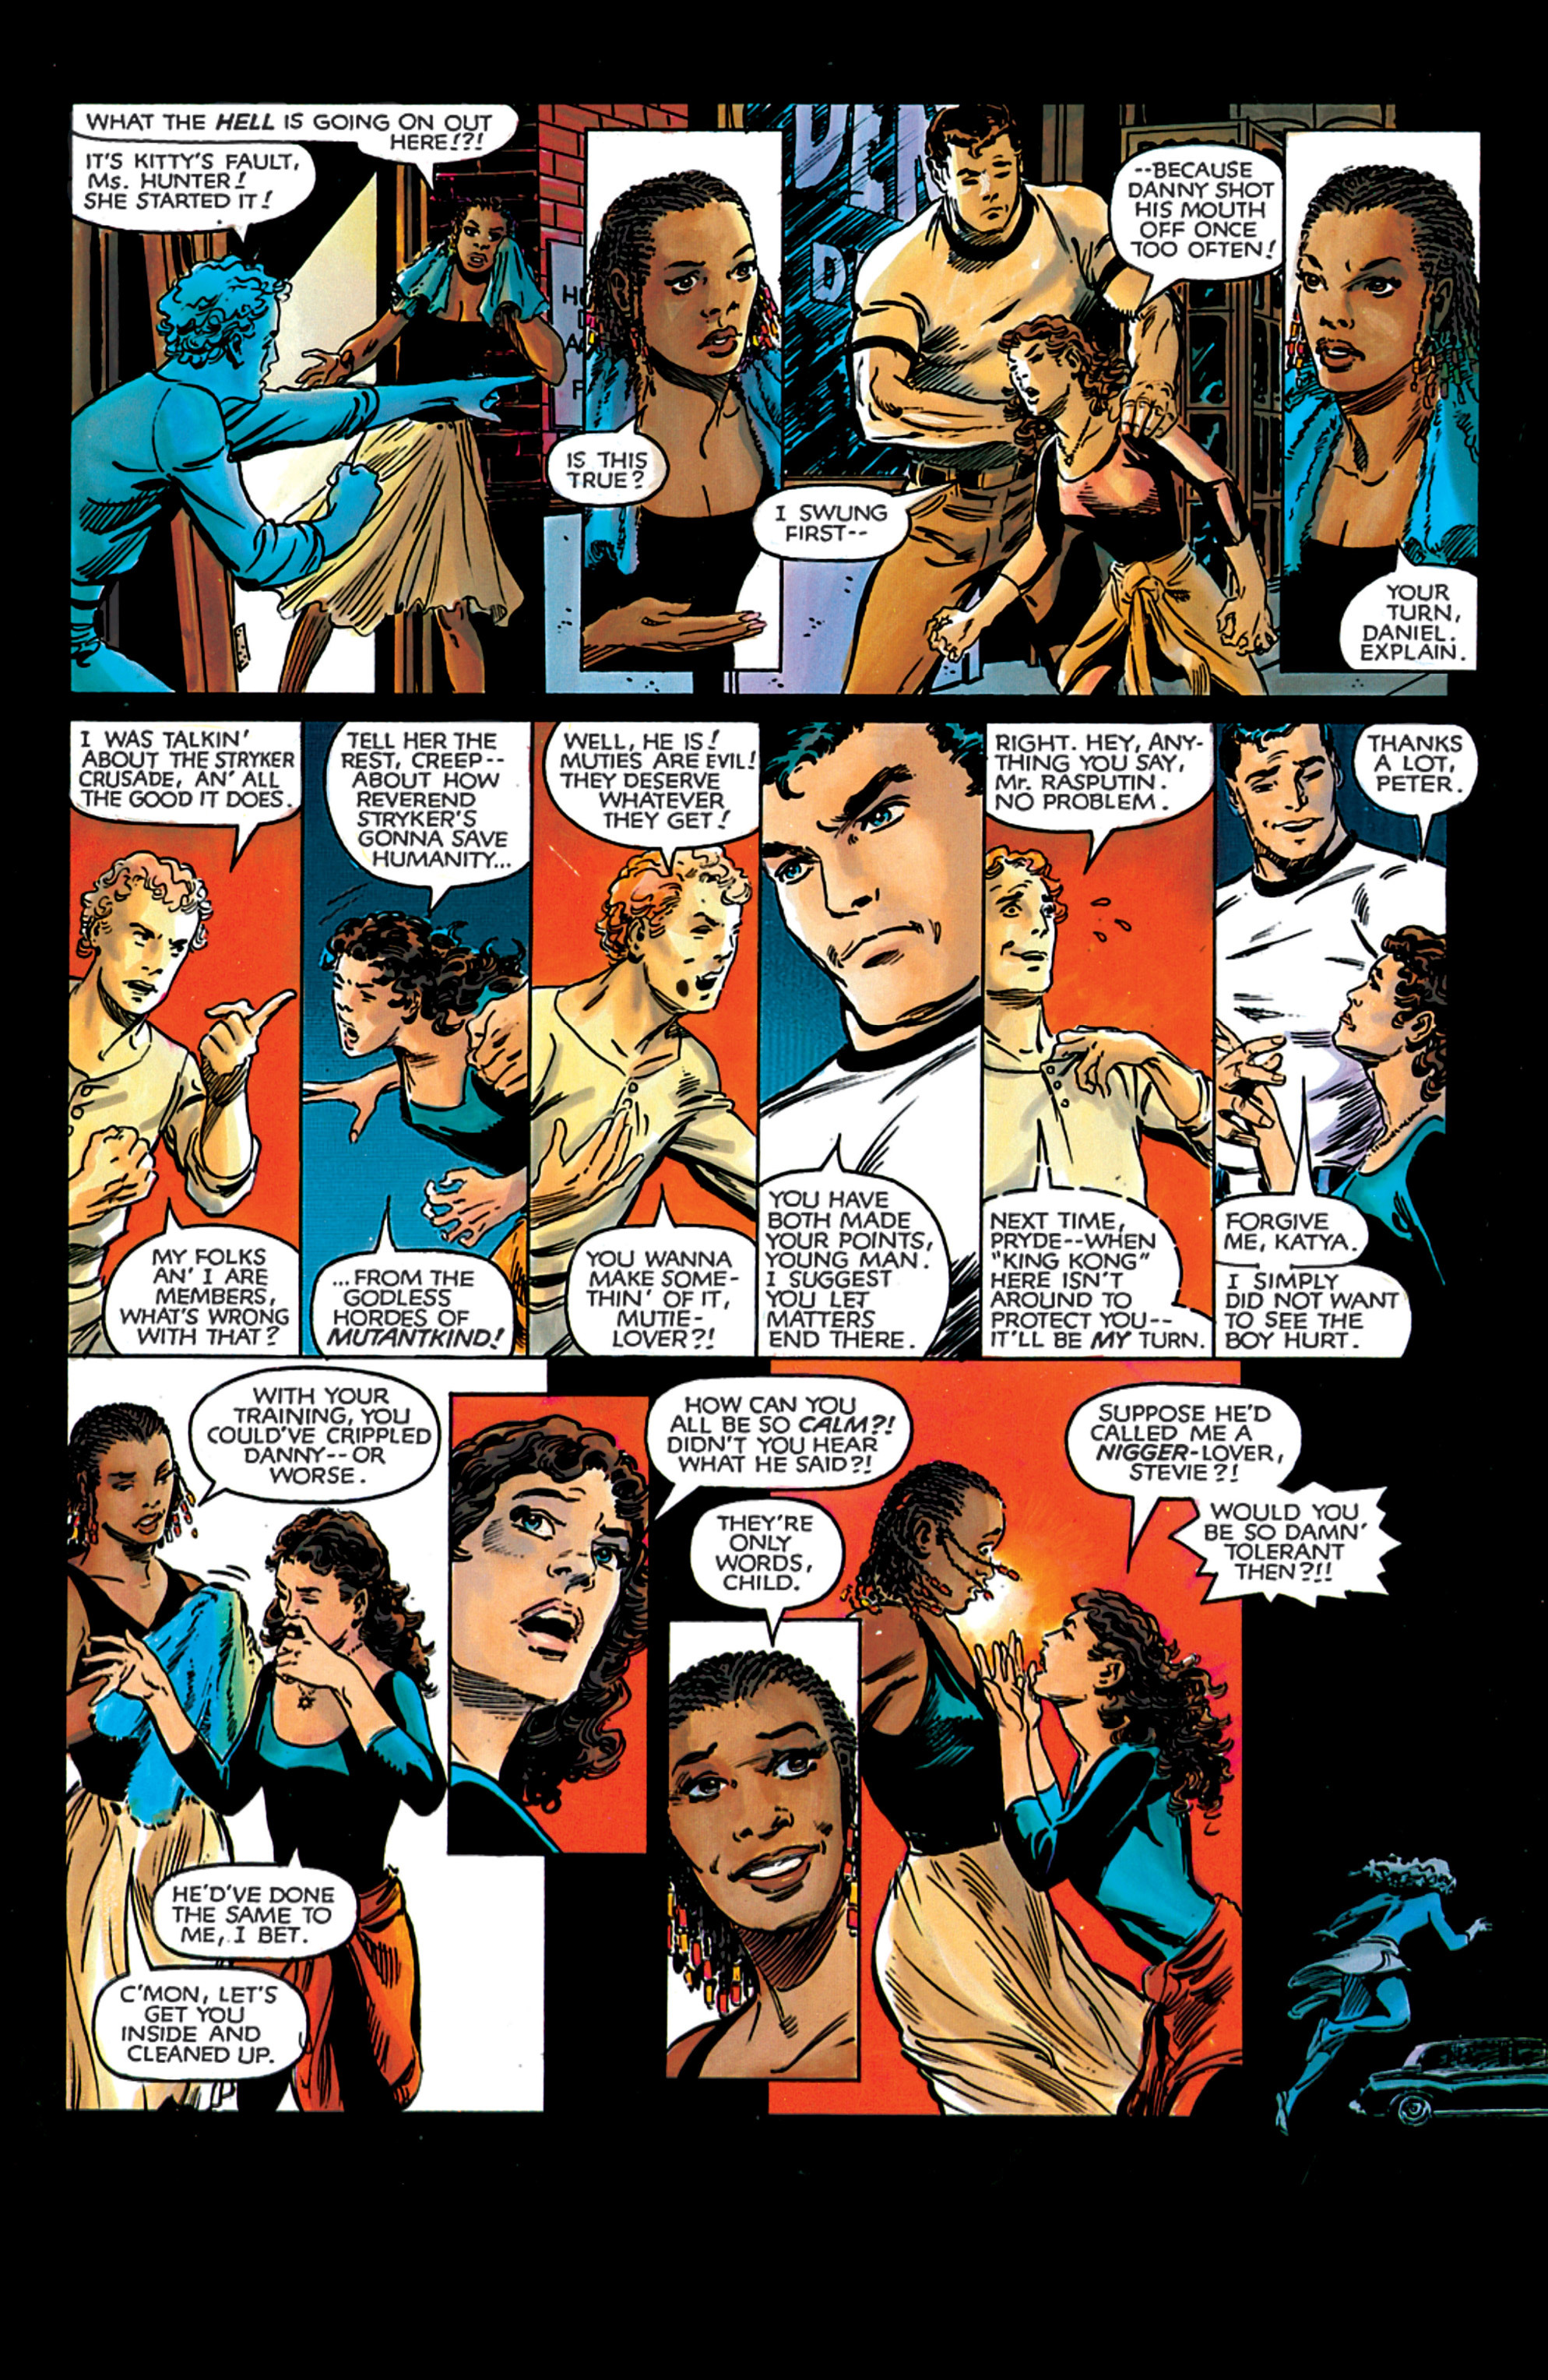 WHAT THE HELL IS GOING ON OUT
HERE!?!
IT'S KITTY'S FAULT,
Ms. HUNTER!
SHE STARTED IT!
IS THIS
TRUE?
I SWUNG
FIRST--
--BECAUSE
DANNY SHOT
HIS MOUTH
OFF ONCE
TOO OFTEN!
YOUR
TURN,
DANIEL.
EXPLAIN.
I WAS TALKIN'
ABOUT THE STRYKER
CRUSADE, AN' ALL
THE GOOD IT DOES.
MY FOLKS
AN' I ARE
MEMBERS,
WHAT'S WRONG
WITH THAT?
TELL HER THE
REST, CREEP--
ABOUT HOW
REVEREND
STRYKER'S
GONNA SAVE
HUMANITY...
...FROM THE
GODLESS
HORDES OF
MUTANTKIND!
WELL, HE IS!
MUTIES ARE EVIL!
THEY DESERVE
WHATEVER
THEY GET!
YOU WANNA
MAKE SOME-
THIN' OF IT,
MUTIE-
LOVER?!
YOU HAVE
BOTH MADE
YOUR POINTS,
YOUNG MAN.
I SUGGEST
YOU LET
MATTERS
END THERE.
RIGHT. HEY, ANY-
THING YOU SAY,
Mr. RASPUTIN.
NO PROBLEM.
NEXT TIME,
PRYDE--WHEN
"KING KONG"
HERE ISN'T
AROUND TO
PROTECT YOU--
IT'LL BE MY TURN.
THANKS
A LOT,
PETER.
FORGIVE
ME, KATYA.
I SIMPLY
DID NOT WANT
TO SEE THE
BOY HURT.
WITH YOUR
TRAINING, YOU
COULD'VE CRIPPLED
DANNY--OR
WORSE.
HE'D'VE DONE
THE SAME TO
ME, I BET.
C'MON, LET'S
GET YOU
INSIDE AND
CLEANED UP.
HOW CAN YOU
ALL BE SO CALM?!
DIDN'T YOU HEAR
WHAT HE SAID?!
THEY'RE
ONLY
WORDS,
CHILD.
SUPPOSE HE'D
CALLED ME A
NIGGER-LOVER,
STEVIE?!
WOULD YOU
BE SO DAMN'
TOLERANT
THEN?!!